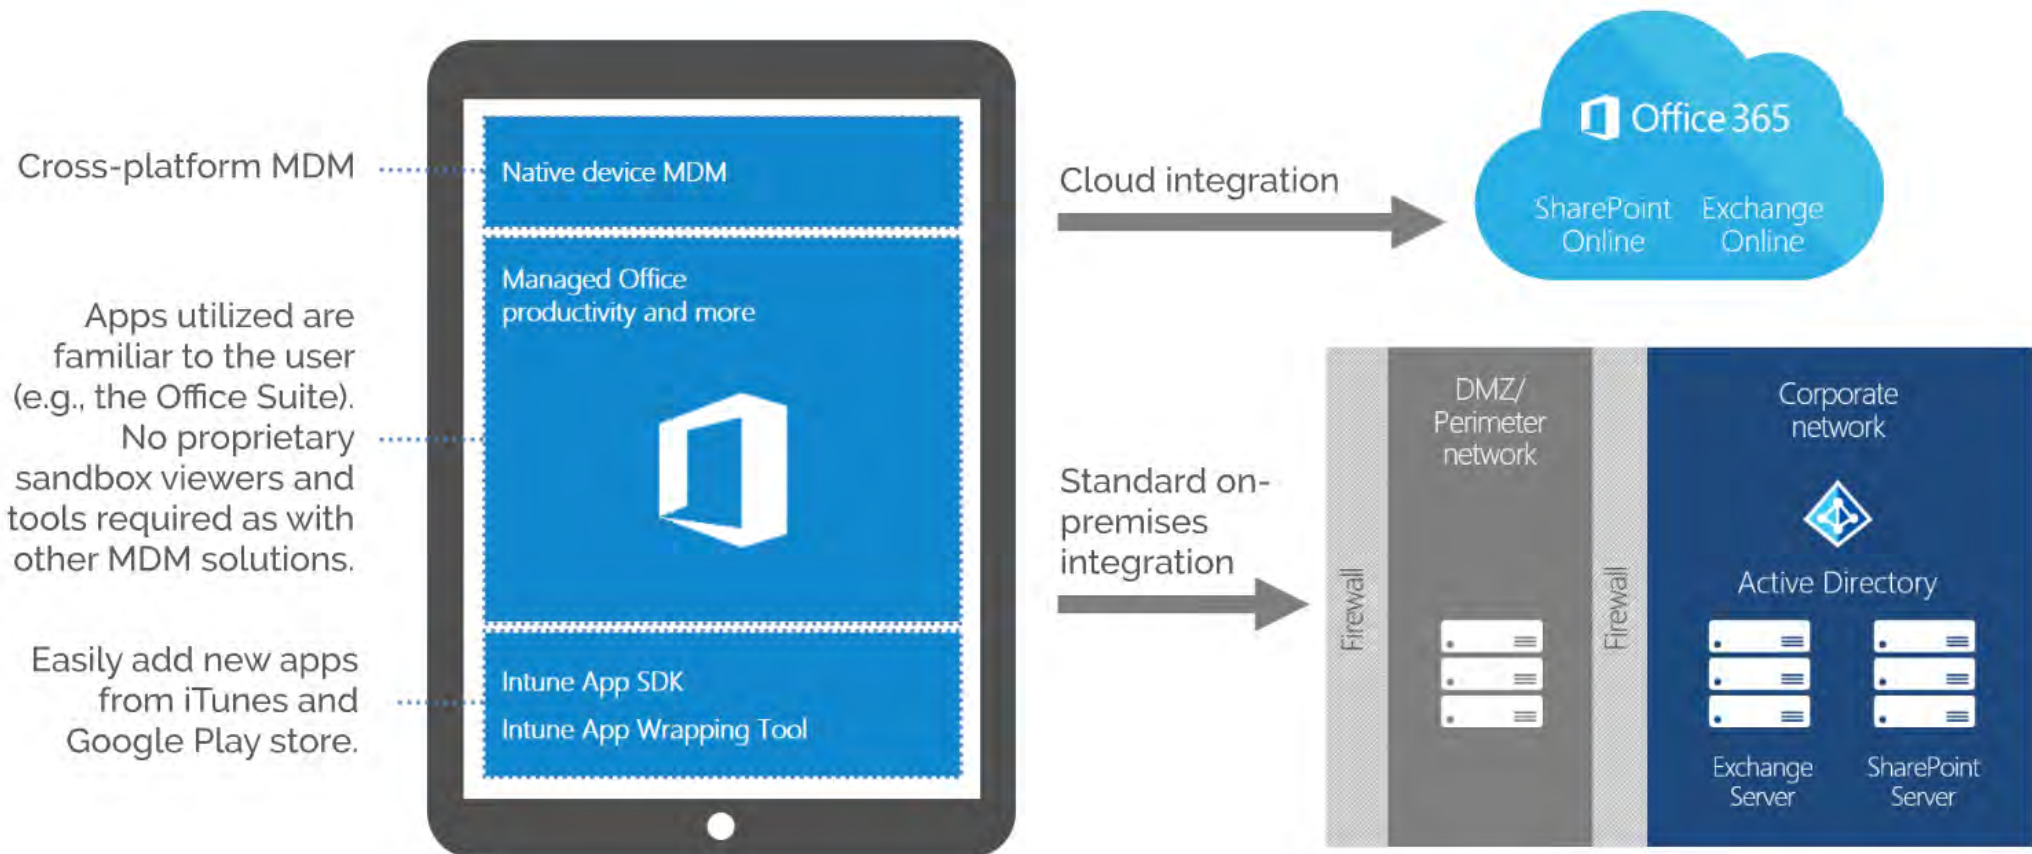 Cross-platform MDM
Apps utilized are
familiar to the user
(e.g., the Office Suite).
No proprietary
sandbox viewers and
tools required as with
other MDM solutions.
Easily add new apps
from iTunes and
Google Play store.
Native device MDM
Managed Office
productivity and more
Intune App SDK
Intune App Wrapping Tool
Cloud integration
Standard on-
premises
integration
Office 365
SharePoint
Online
Exchange
Online
Firewall
DMZ/
Perimeter
network
Firewall
Corporate
network
Active Directory
Exchange
Server
SharePoint
Server